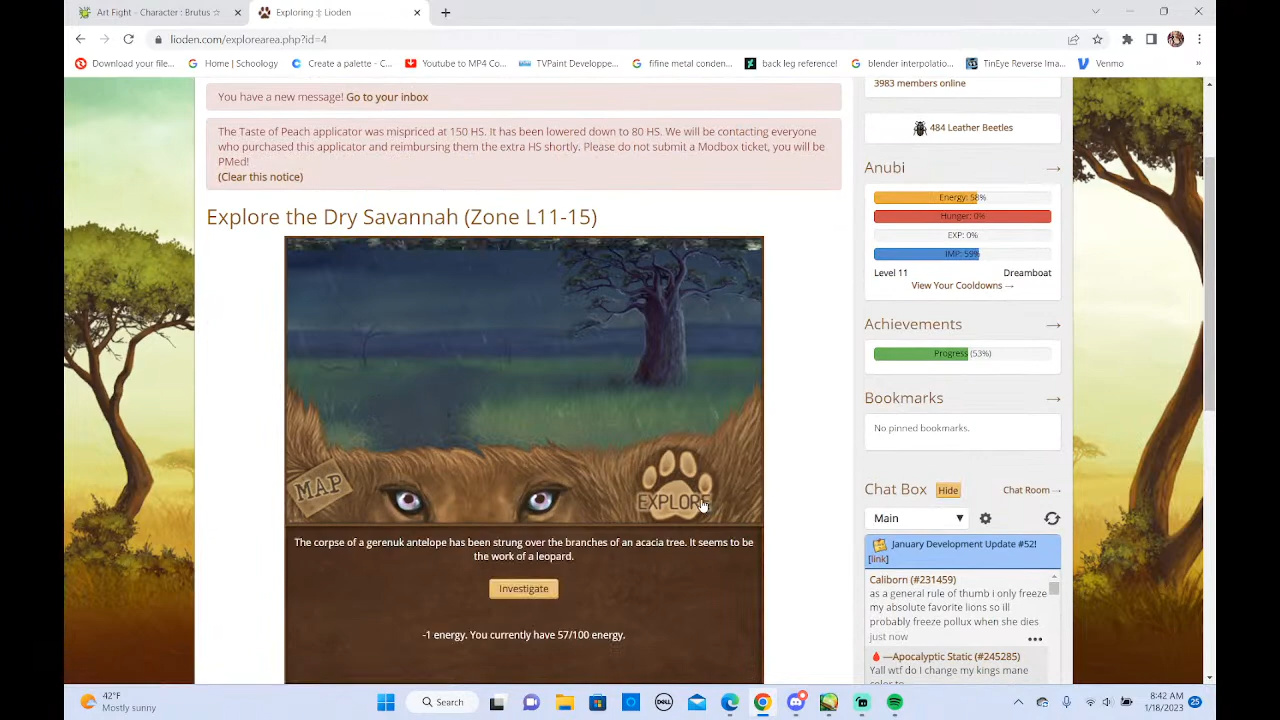 Art Fight - Character: Brutus ☆
Exploring :: Lioden
lioden.com/explorearea.php?id=4
Download your file...
Home | Schoology
Create a palette - C...
Youtube to MP4 Co...
TVPaint Developpe...
fifine metal conden...
back leg reference!
blender interpolatio...
TinEye Reverse Ima...
Venmo
»
You have a new message! Go to your inbox
The Taste of Peach applicator was mispriced at 150 HS. It has been lowered down to 80 HS. We will be contacting everyone
who purchased this applicator and reimbursing them the extra HS shortly. Please do not submit a Modbox ticket, you will be
PMed!
(Clear this notice)
Explore the Dry Savannah (Zone L11-15)
MAP
EXPLORE
The corpse of a gerenuk antelope has been strung over the branches of an acacia tree. It seems to be
the work of a leopard.
Investigate
-1 energy. You currently have 57/100 energy.
3983 members online
484 Leather Beetles
Anubi →
Energy: 58%
Hunger: 0%
EXP: 0%
IMP: 59%
Level 11 Dreamboat
View Your Cooldowns →
Achievements →
Progress (53%)
Bookmarks →
No pinned bookmarks.
Chat Box Hide Chat Room →
Main
January Development Update #52!
[link]
Caliborn (#231459)
as a general rule of thumb i only freeze
my absolute favorite lions so ill
probably freeze pollux when she dies
just now
—Apocalyptic Static (#245285)
Yall wtf do I change my kings mane
42°F
Mostly sunny
Search
DELL
8:42 AM
1/18/2023
25